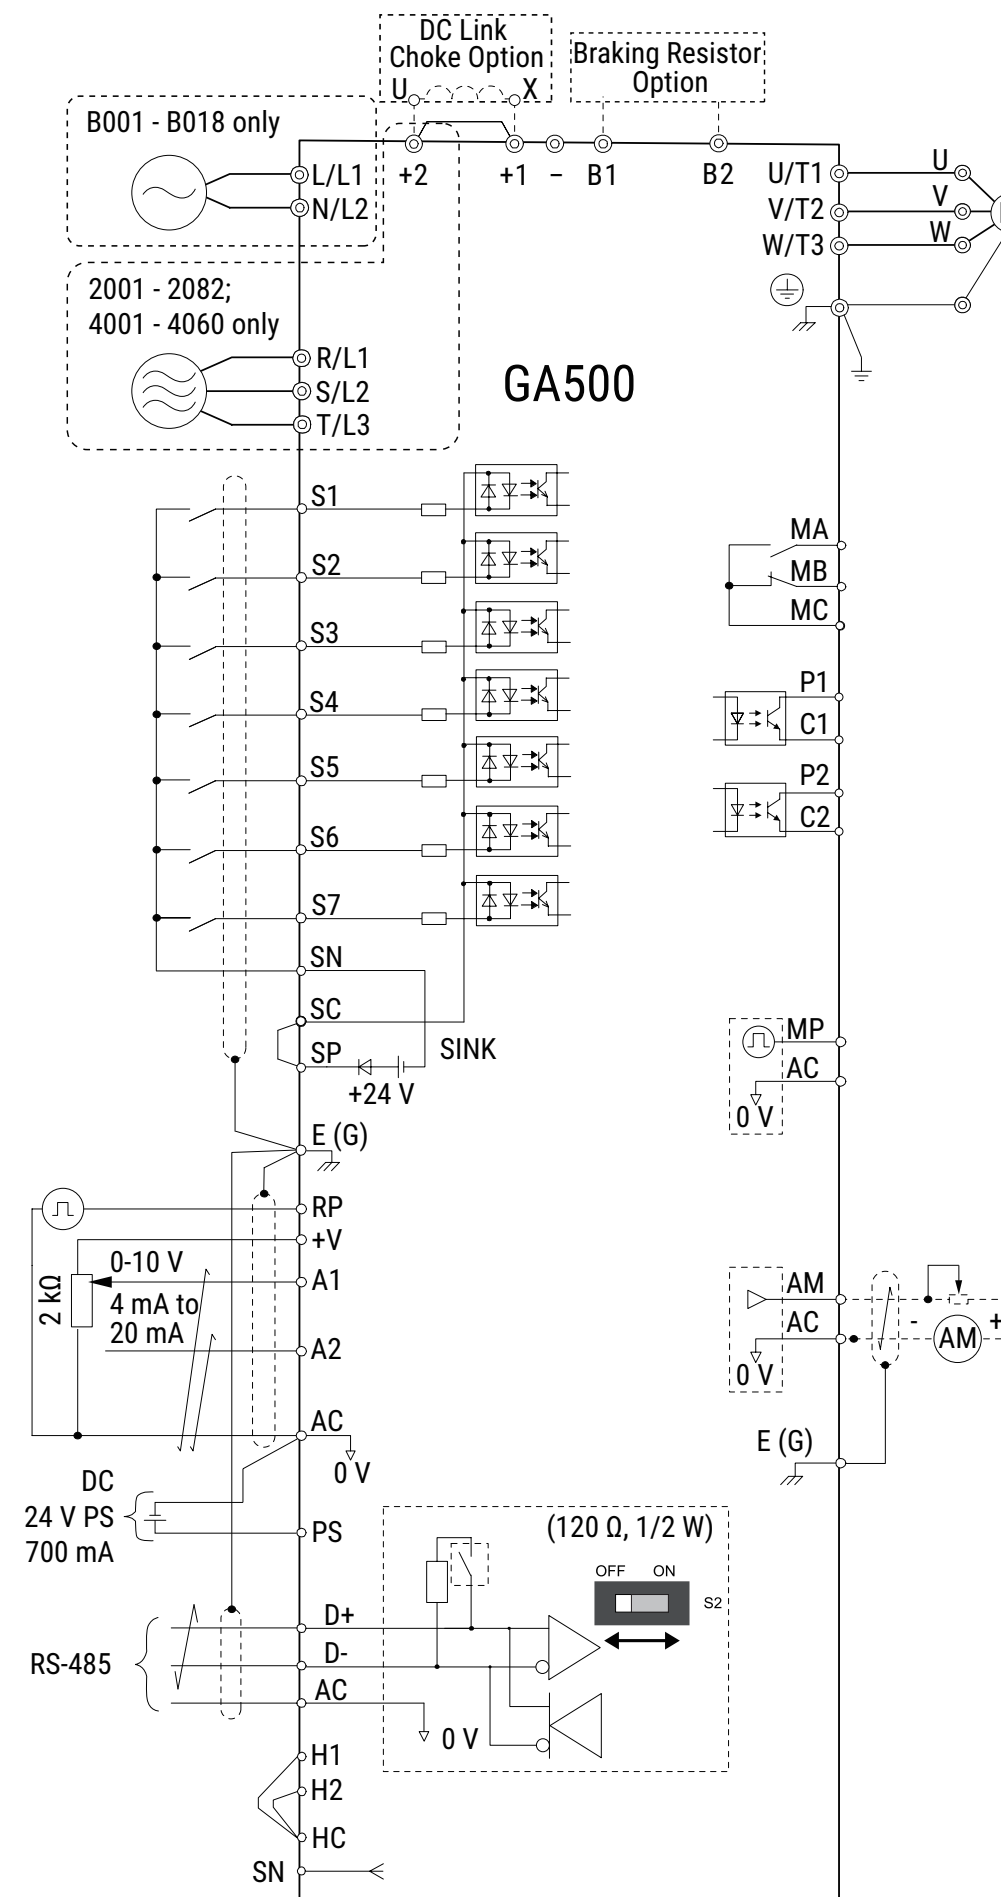 DC Link
Choke Option
U X
Braking Resistor
Option
B001 - B018 only
L/L1
N/L2
+2 +1 – B1 B2
U/T1 U
V/T2 V
W/T3 W
2001 - 2082;
4001 - 4060 only
R/L1
S/L2
T/L3
GA500
S1
S2
S3
S4
S5
S6
S7
SN
SC
SP
+24 V
SINK
MA
MB
MC
P1
C1
P2
C2
MP
AC
0 V
E (G)
RP
+V
0-10 V
A1
2 kΩ
4 mA to
20 mA
A2
AC
0 V
AM
AC
0 V
- AM +
E (G)
DC
24 V PS
700 mA
PS
(120 Ω, 1/2 W)
OFF ON
S2
RS-485
D+
D-
AC
0 V
H1
H2
HC
SN